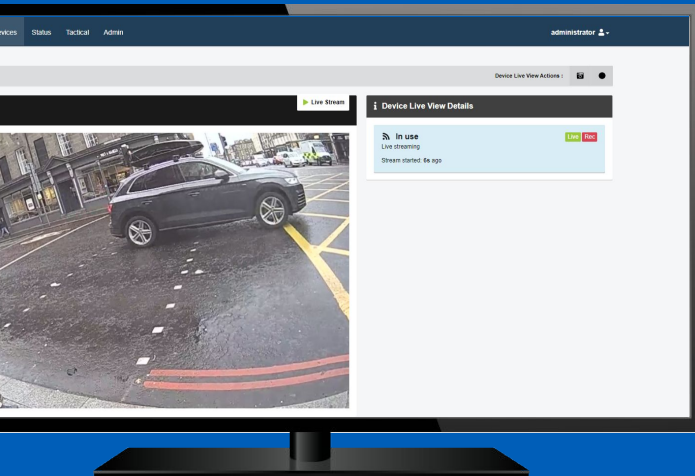 evices Status Tactical Admin
administrator
Device Live View Actions :
Live Stream
Device Live View Details
In use
Live Rec
Live streaming
Stream started: 6s ago